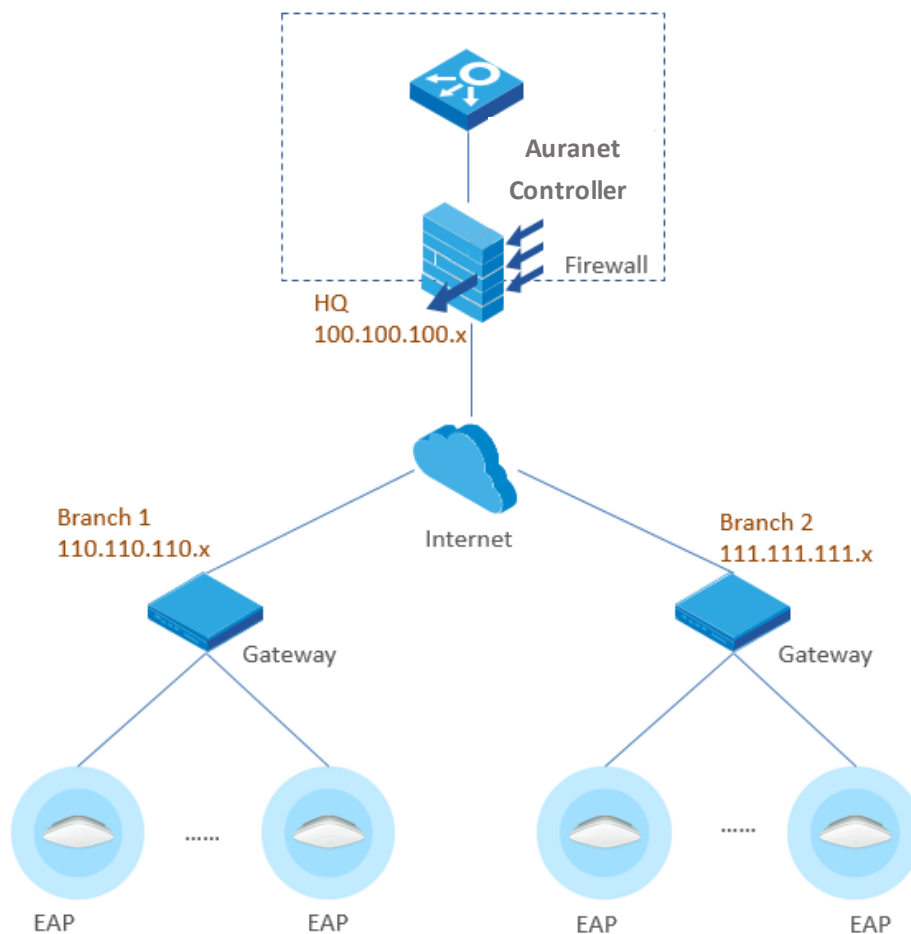 Auranet
Controller
Firewall
HQ
100.100.100.x
Internet
Branch 1
110.110.110.x
Branch 2
111.111.111.x
Gateway
Gateway
......
......
EAP
EAP
EAP
EAP